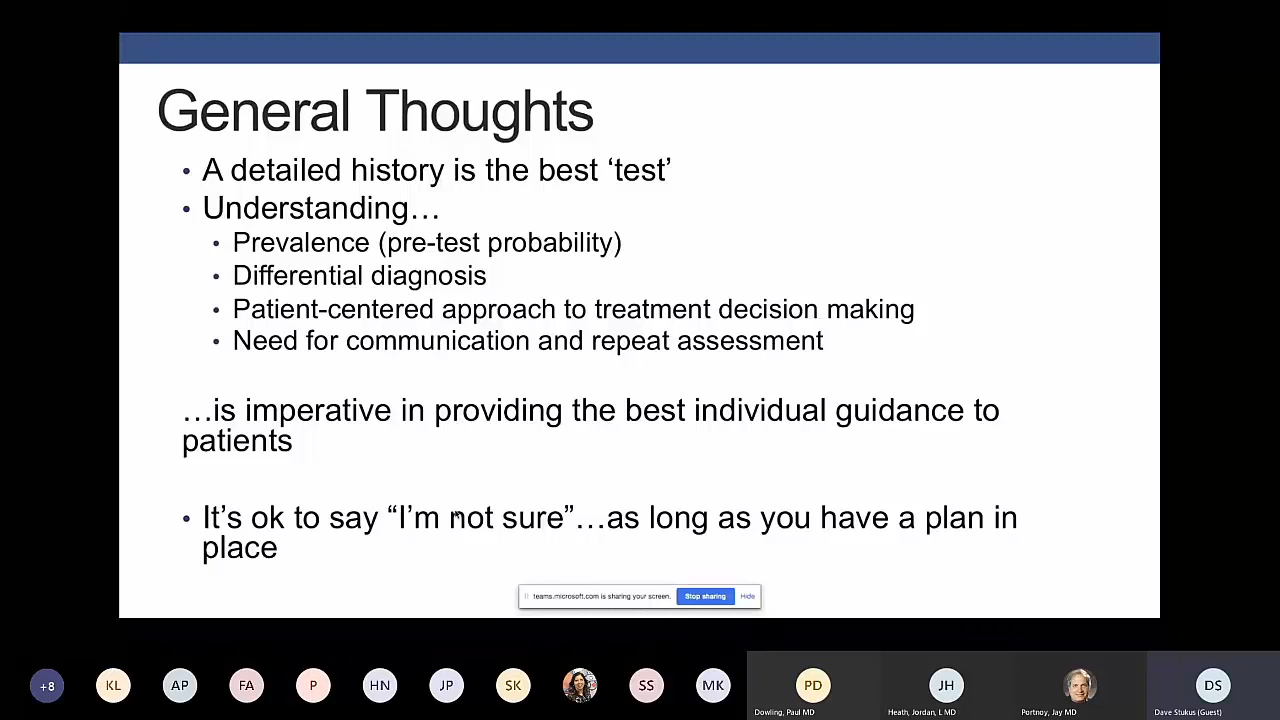 General Thoughts
• A detailed history is the best ‘test’
• Understanding…
• Prevalence (pre-test probability)
• Differential diagnosis
• Patient-centered approach to treatment decision making
• Need for communication and repeat assessment
…is imperative in providing the best individual guidance to
patients
• It’s ok to say “I’m not sure”…as long as you have a plan in
place
teams.microsoft.com is sharing your screen. Stop sharing Hide
+8 KL AP FA P HN JP SK SS MK PD JH DS
Dowling, Paul MD Heath, Jordan, L MD Portnoy, Jay MD Dave Stukus (Guest)